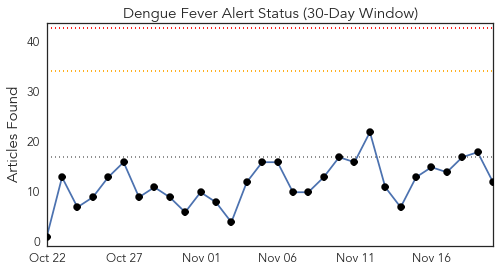 Dengue Fever Alert Status (30-Day Window)
Articles Found
40
30
20
10
0
Oct 22 Oct 27 Nov 01 Nov 06 Nov 11 Nov 16